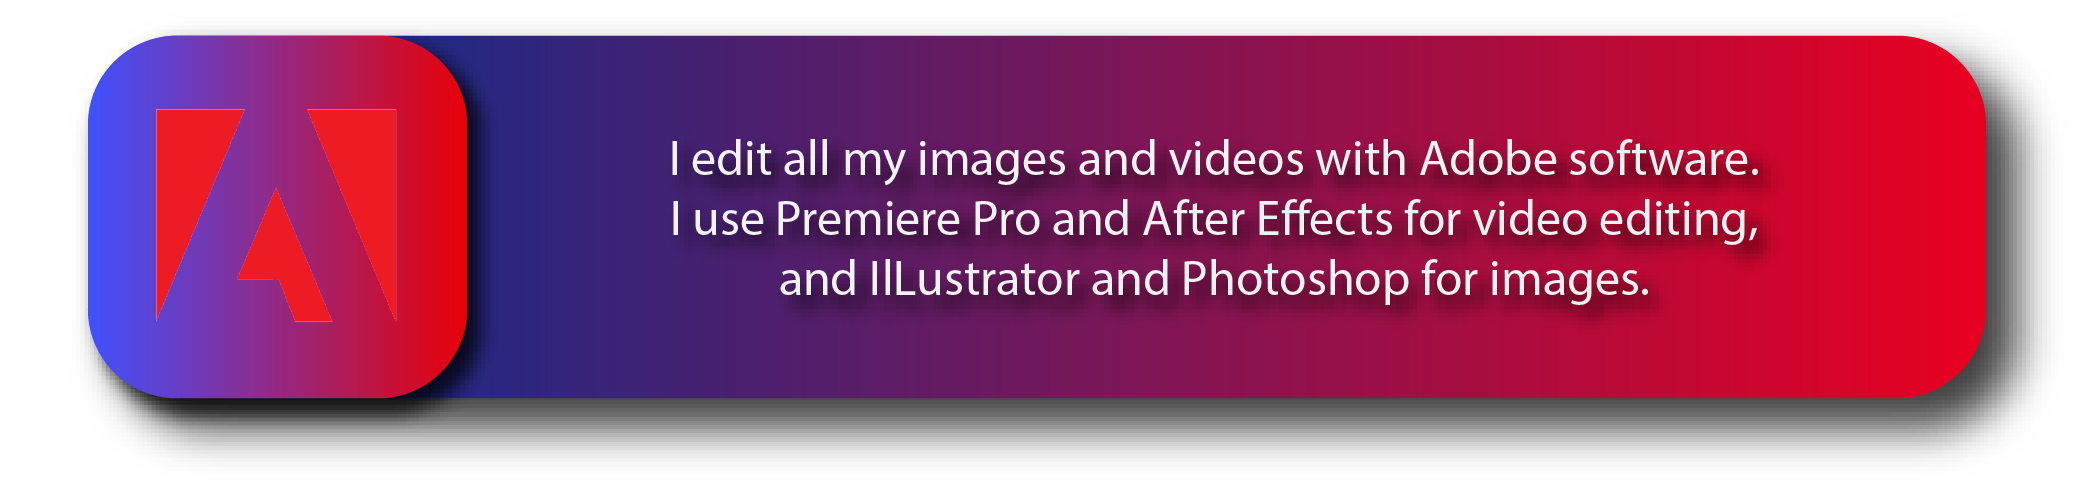 I edit all my images and videos with Adobe software.
I use Premiere Pro and After Effects for video editing,
and IlLustrator and Photoshop for images.